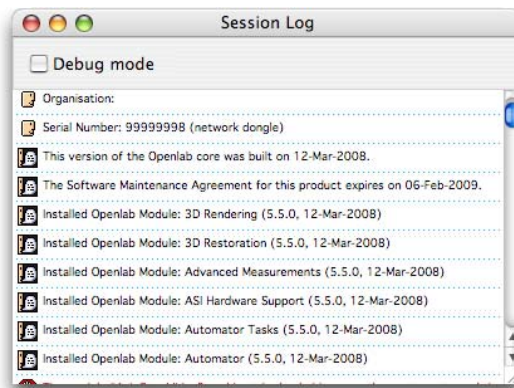 Session Log
Debug mode
Organisation:
Serial Number: 99999998 (network dongle)
This version of the Openlab core was built on 12-Mar-2008.
The Software Maintenance Agreement for this product expires on 06-Feb-2009.
Installed Openlab Module: 3D Rendering (5.5.0, 12-Mar-2008)
Installed Openlab Module: 3D Restoration (5.5.0, 12-Mar-2008)
Installed Openlab Module: Advanced Measurements (5.5.0, 12-Mar-2008)
Installed Openlab Module: ASI Hardware Support (5.5.0, 12-Mar-2008)
Installed Openlab Module: Automator Tasks (5.5.0, 12-Mar-2008)
Installed Openlab Module: Automator (5.5.0, 12-Mar-2008)